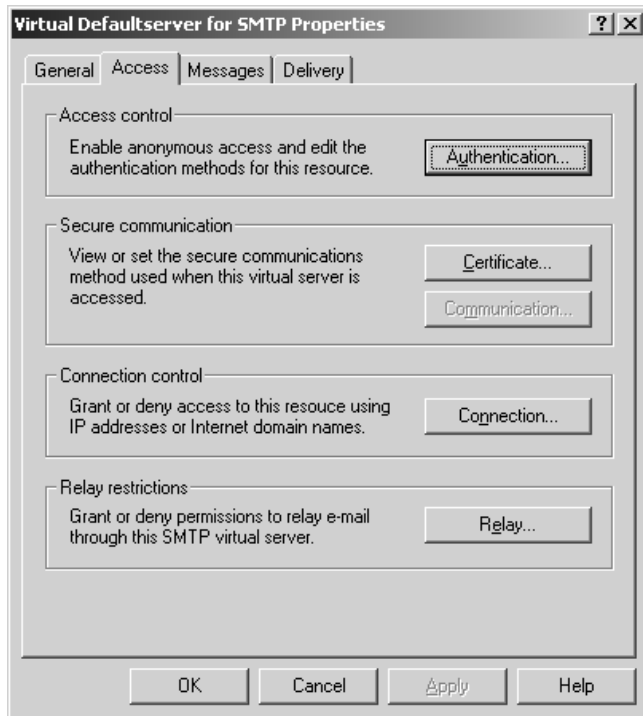 Virtual Defaultserver for SMTP Properties
General Access Messages Delivery
Access control
Enable anonymous access and edit the
authentication methods for this resource.
Authentication...
Secure communication
View or set the secure communications
method used when this virtual server is
accessed.
Certificate...
Communication...
Connection control
Grant or deny access to this resouce using
IP addresses or Internet domain names.
Connection...
Relay restrictions
Grant or deny permissions to relay e-mail
through this SMTP virtual server.
Relay...
OK Cancel Apply Help